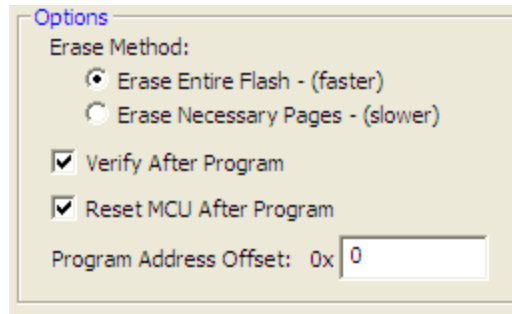 Options
Erase Method:
Erase Entire Flash - (faster)
Erase Necessary Pages - (slower)
Verify After Program
Reset MCU After Program
Program Address Offset: 0x 0